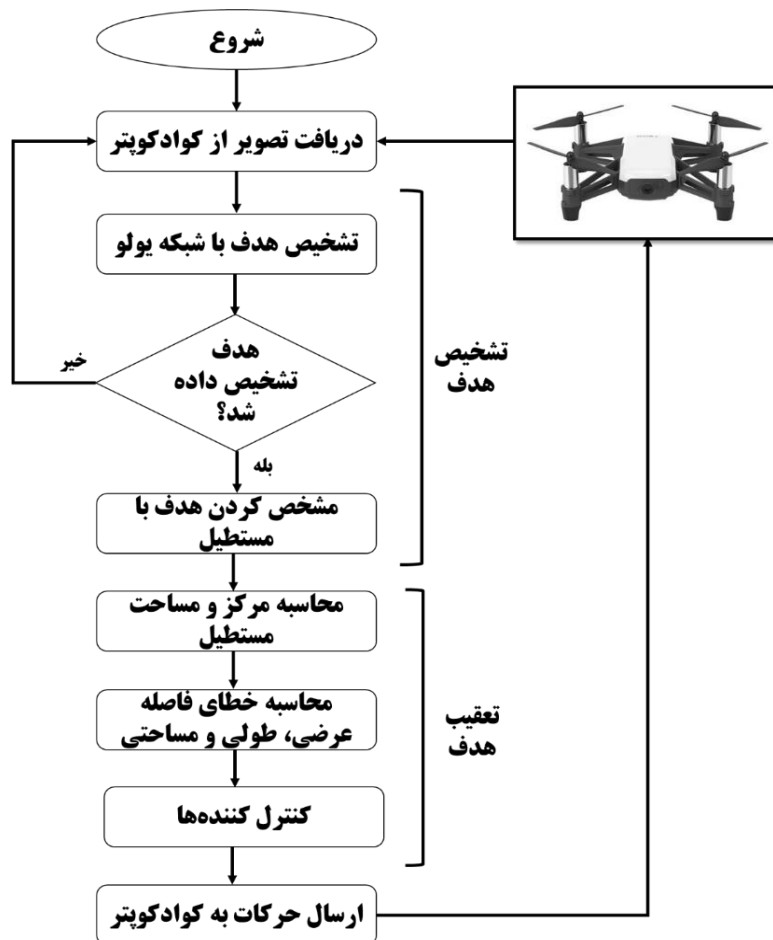 شروع
دریافت تصویر از کوادکوپتر
تشخیص هدف با شبکه یولو
هدف
تشخیص داده
شد؟
خیر
بله
مشخص کردن هدف با
مستطیل
تشخیص
هدف
محاسبه مرکز و مساحت
مستطیل
محاسبه خطای فاصله
عرضی، طولی و مساحتی
کنترل کننده‌ها
تعقیب
هدف
ارسال حرکات به کوادکوپتر